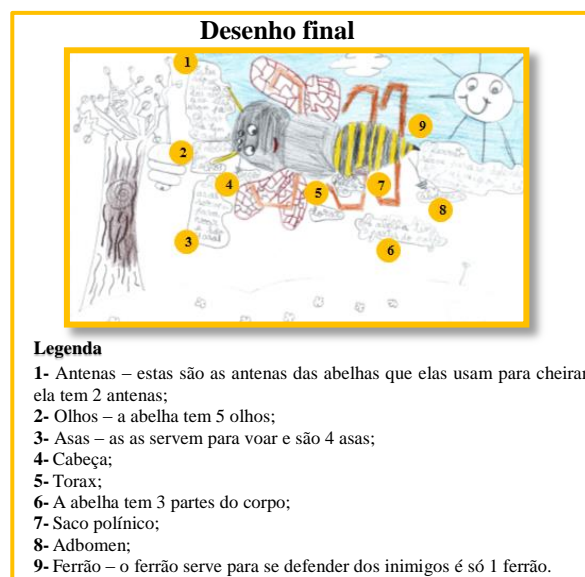 Desenho final
1
2
3
4
5
6
7
8
9
Legenda
1- Antenas – estas são as antenas das abelhas que elas usam para cheirar
ela tem 2 antenas;
2- Olhos – a abelha tem 5 olhos;
3- Asas – as as servem para voar e são 4 asas;
4- Cabeça;
5- Torax;
6- A abelha tem 3 partes do corpo;
7- Saco polínico;
8- Adbomen;
9- Ferrão – o ferrão serve para se defender dos inimigos é só 1 ferrão.